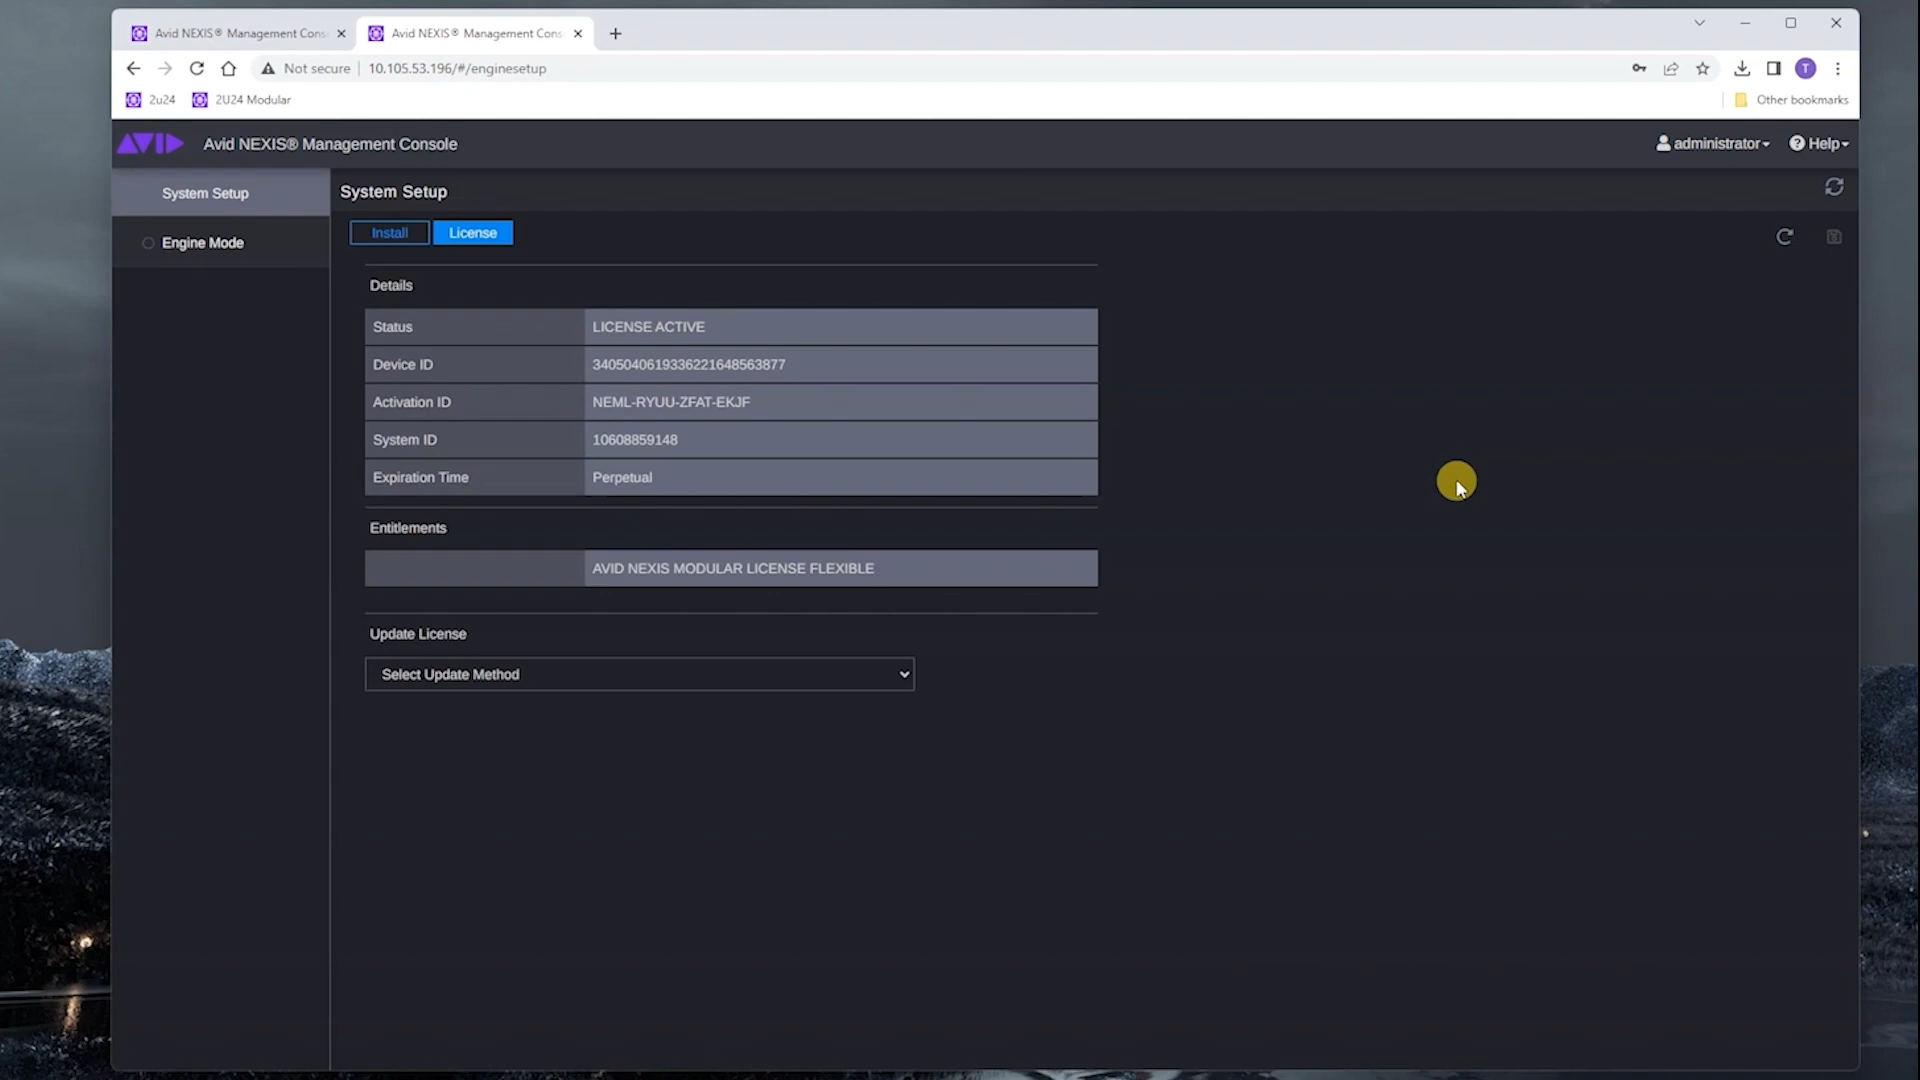 Avid NEXIS® Management Cons
Avid NEXIS® Management Cons
Not secure
10.105.53.196/#/enginesetup
T
2u24
2U24 Modular
Other bookmarks
AVID
Avid NEXIS® Management Console
administrator
Help
System Setup
Engine Mode
System Setup
Install
License
Details
Status LICENSE ACTIVE
Device ID 3405040619336221648563877
Activation ID NEML-RYUU-ZFAT-EKJF
System ID 10608859148
Expiration Time Perpetual
Entitlements
AVID NEXIS MODULAR LICENSE FLEXIBLE
Update License
Select Update Method